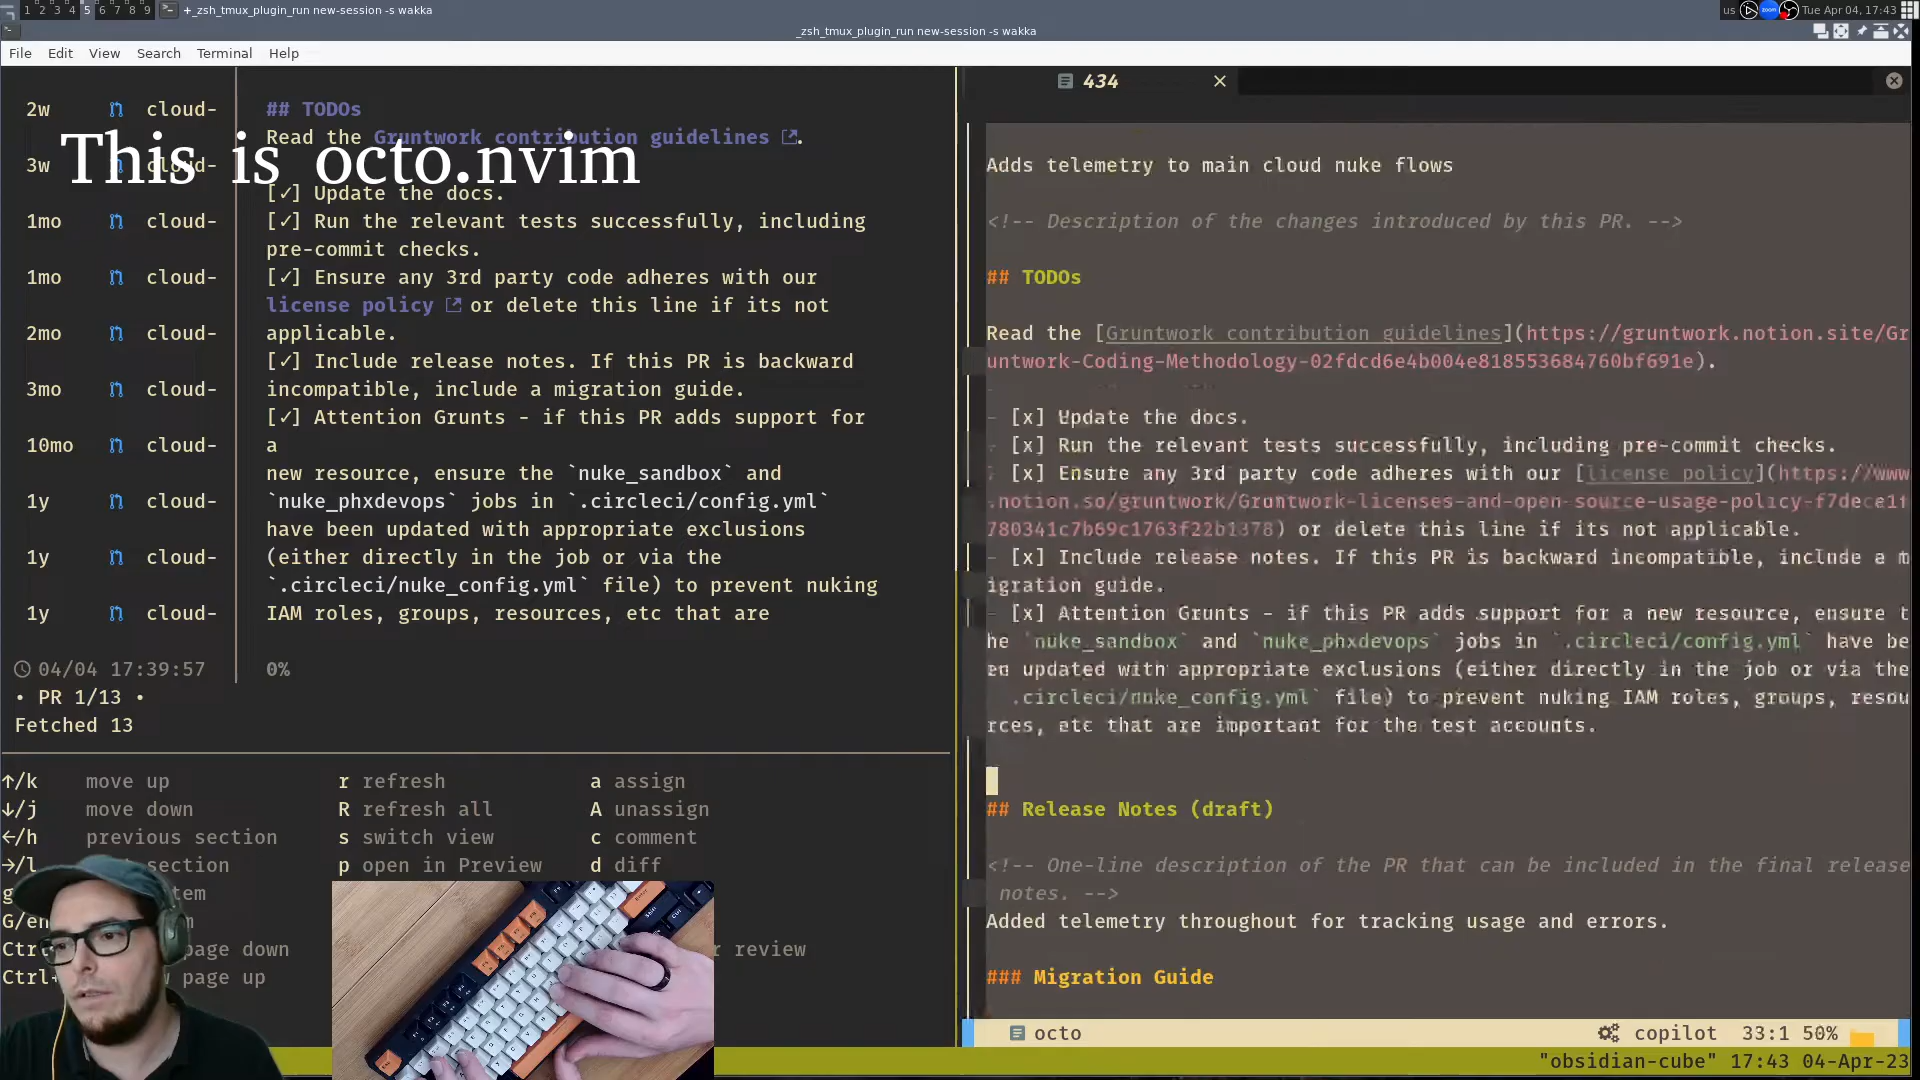 1 2 3 4 5 6 7 8 9 + _zsh_tmux_plugin_run new-session -s wakka
us zoom Tue Apr 04, 17:43
_zsh_tmux_plugin_run new-session -s wakka
File Edit View Search Terminal Help
This is octo.nvim
2w cloud-
3w cloud-
1mo cloud-
1mo cloud-
2mo cloud-
3mo cloud-
10mo cloud-
1y cloud-
1y cloud-
1y cloud-
04/04 17:39:57
• PR 1/13 •
Fetched 13
## TODOs
Read the Gruntwork contribution guidelines.
[✓] Update the docs.
[✓] Run the relevant tests successfully, including
pre-commit checks.
[✓] Ensure any 3rd party code adheres with our
license policy or delete this line if its not
applicable.
[✓] Include release notes. If this PR is backward
incompatible, include a migration guide.
[✓] Attention Grunts - if this PR adds support for
a
new resource, ensure the `nuke_sandbox` and
`nuke_phxdevops` jobs in `.circleci/config.yml`
have been updated with appropriate exclusions
(either directly in the job or via the
`.circleci/nuke_config.yml` file) to prevent nuking
IAM roles, groups, resources, etc that are
0%
↑/k move up r refresh a assign
↓/j move down R refresh all A unassign
←/h previous section s switch view c comment
→/l section p open in Preview d diff
G/en
Ctrl page down review
Ctrl+ page up
434
Adds telemetry to main cloud nuke flows
<!-- Description of the changes introduced by this PR. -->
## TODOs
Read the [Gruntwork contribution guidelines](https://gruntwork.notion.site/Gr
untwork-Coding-Methodology-02fdcd6e4b004e818553684760bf691e).
- [x] Update the docs.
- [x] Run the relevant tests successfully, including pre-commit checks.
- [x] Ensure any 3rd party code adheres with our [license policy](https://www
.notion.so/gruntwork/Gruntwork-licenses-and-open-source-usage-policy-f7dece1f
780341c7b69c1763f22b1378) or delete this line if its not applicable.
- [x] Include release notes. If this PR is backward incompatible, include a m
igration guide.
- [x] Attention Grunts - if this PR adds support for a new resource, ensure t
he `nuke_sandbox` and `nuke_phxdevops` jobs in `.circleci/config.yml` have be
en updated with appropriate exclusions (either directly in the job or via the
`.circleci/nuke_config.yml` file) to prevent nuking IAM roles, groups, resou
rces, etc that are important for the test accounts.
## Release Notes (draft)
<!-- One-line description of the PR that can be included in the final release
notes. -->
Added telemetry throughout for tracking usage and errors.
### Migration Guide
octo copilot 33:1 50%
"obsidian-cube" 17:43 04-Apr-23